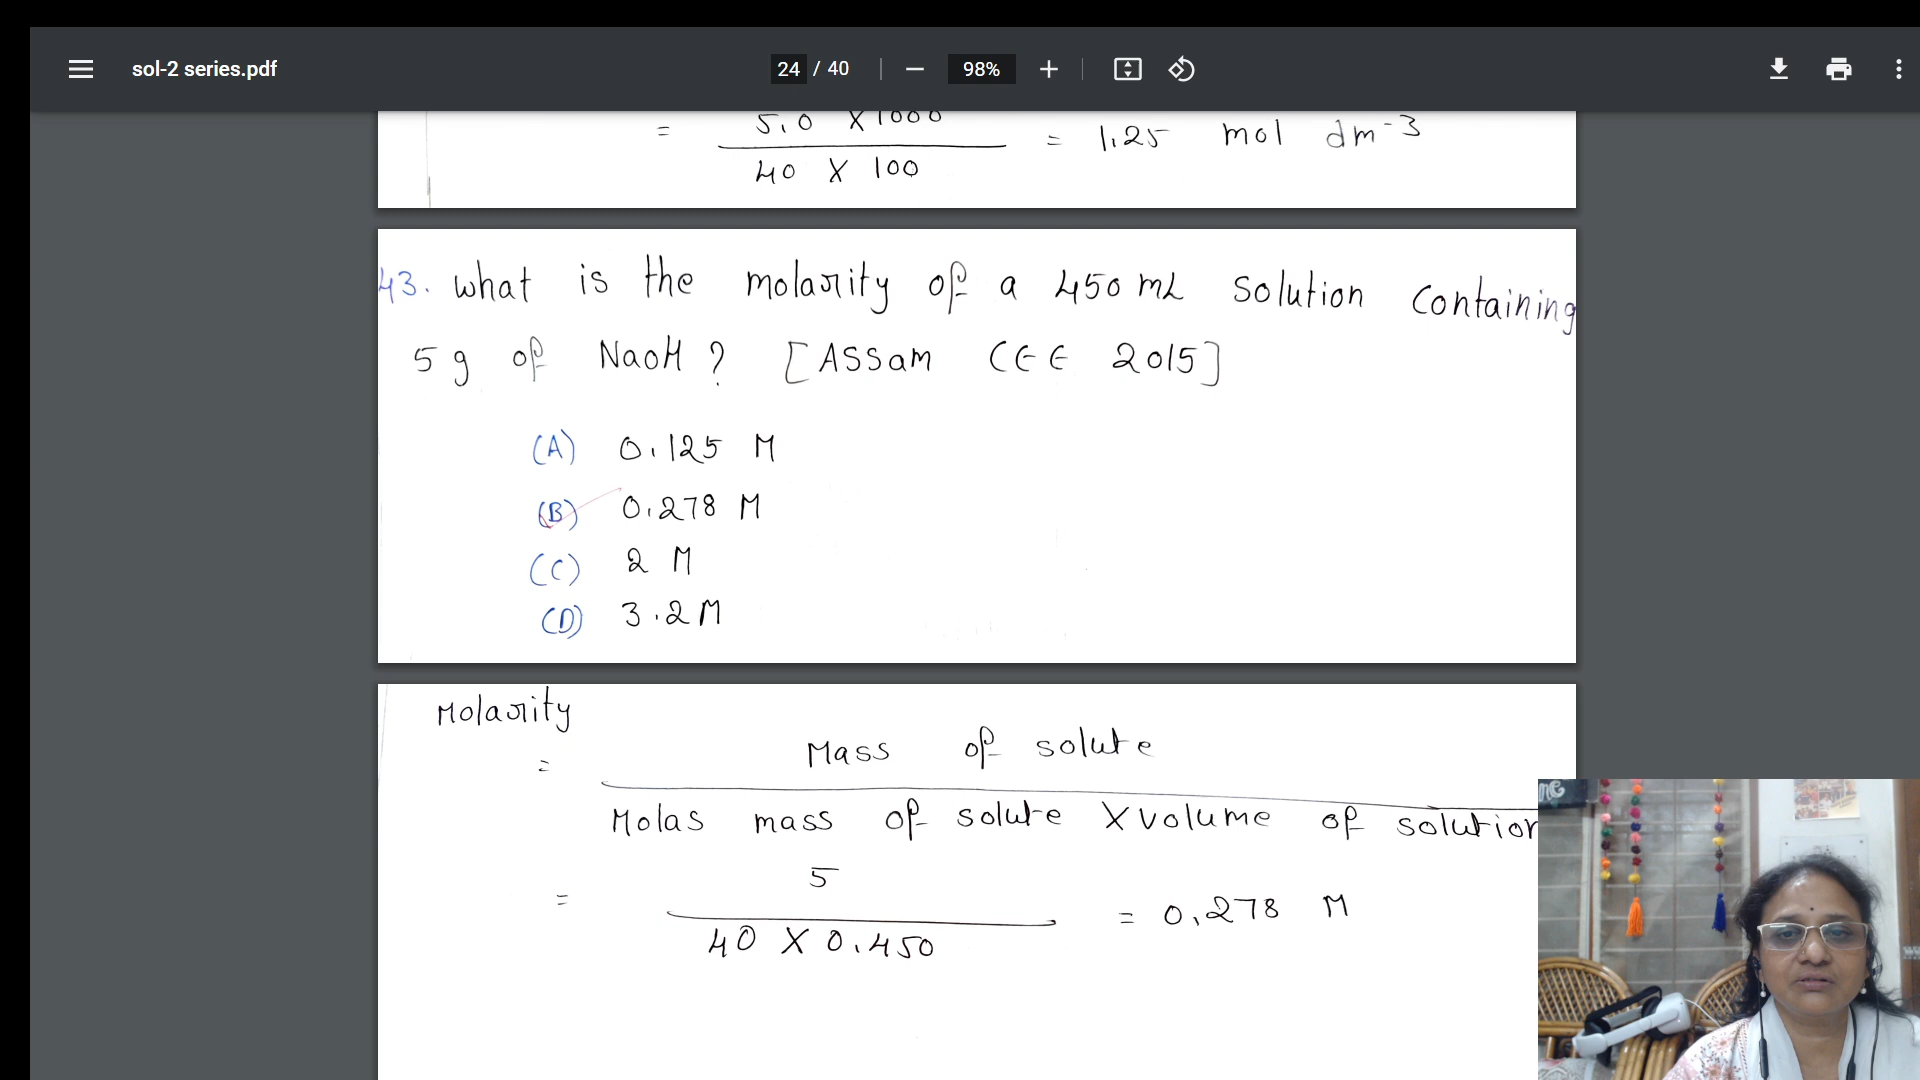 sol-2 series.pdf 24 / 40 98%
= 5.0 X 1000 / 40 X 100 = 1.25 mol dm-3
43. what is the molarity of a 450 mL solution containing
5 g of NaOH ? [ASSam CEE 2015]
(A) 0.125 M
(B) 0.278 M
(C) 2 M
(D) 3.2 M
Molarity
= Mass of solute
Molas mass of solute X volume of solution
5
= = 0.278 M
40 X 0.450